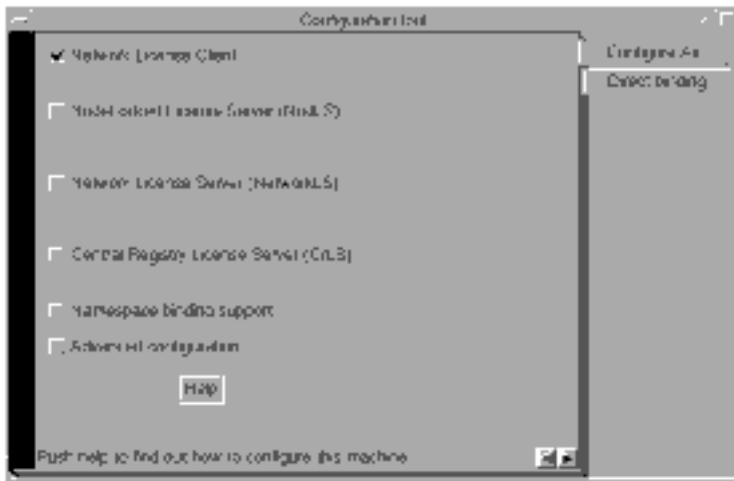 Configuration tool
Network License Client
Configure As
Direct binding
Nodelocked License Server (NodLS)
Network License Server (NetworkLS)
Central Registry License Server (CrLS)
Namespace binding support
Advanced configuration
Help
Push help to find out how to configure this machine